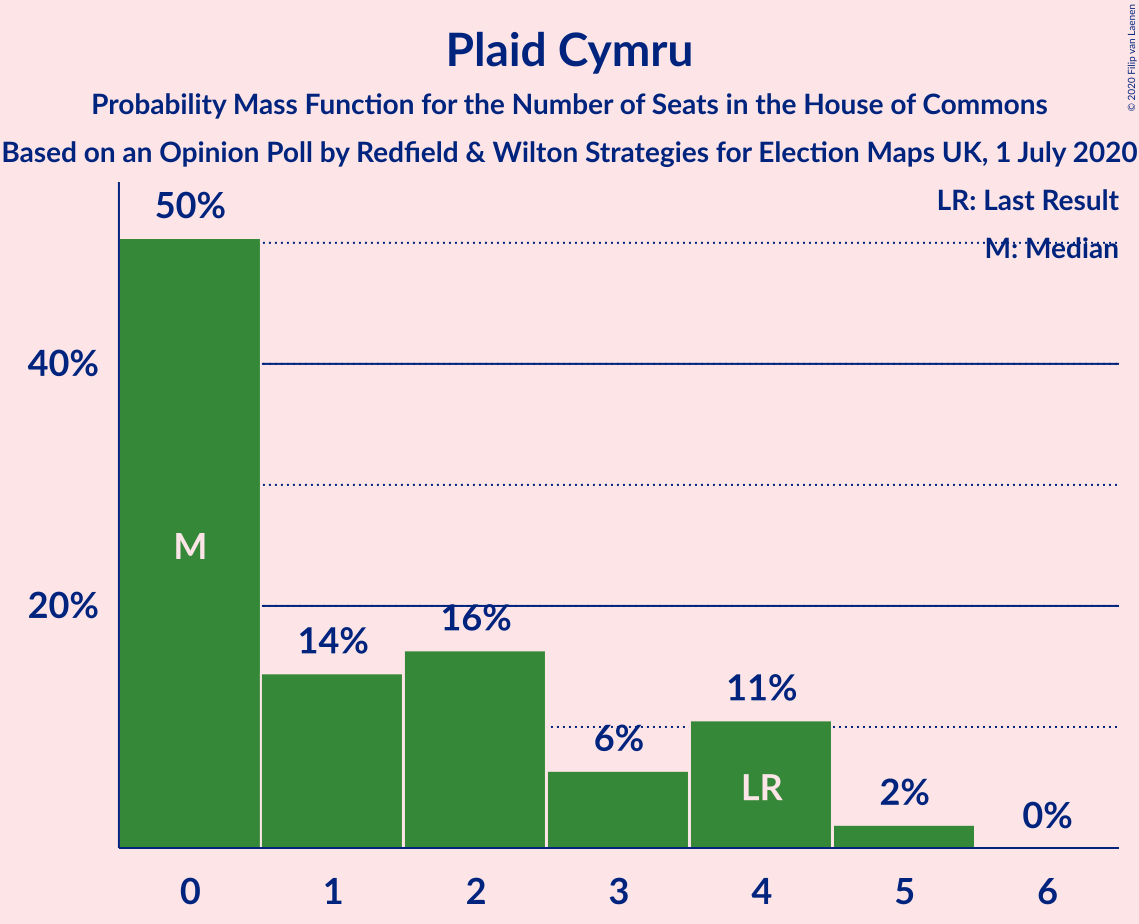 Plaid Cymru
Probability Mass Function for the Number of Seats in the House of Commons
Based on an Opinion Poll by Redfield & Wilton Strategies for Election Maps UK, 1 July 2020
© 2020 Filip van Laenen
LR: Last Result
M: Median
50%
40%
M
20%
16%
14%
11%
6%
LR
2%
0%
0 1 2 3 4 5 6